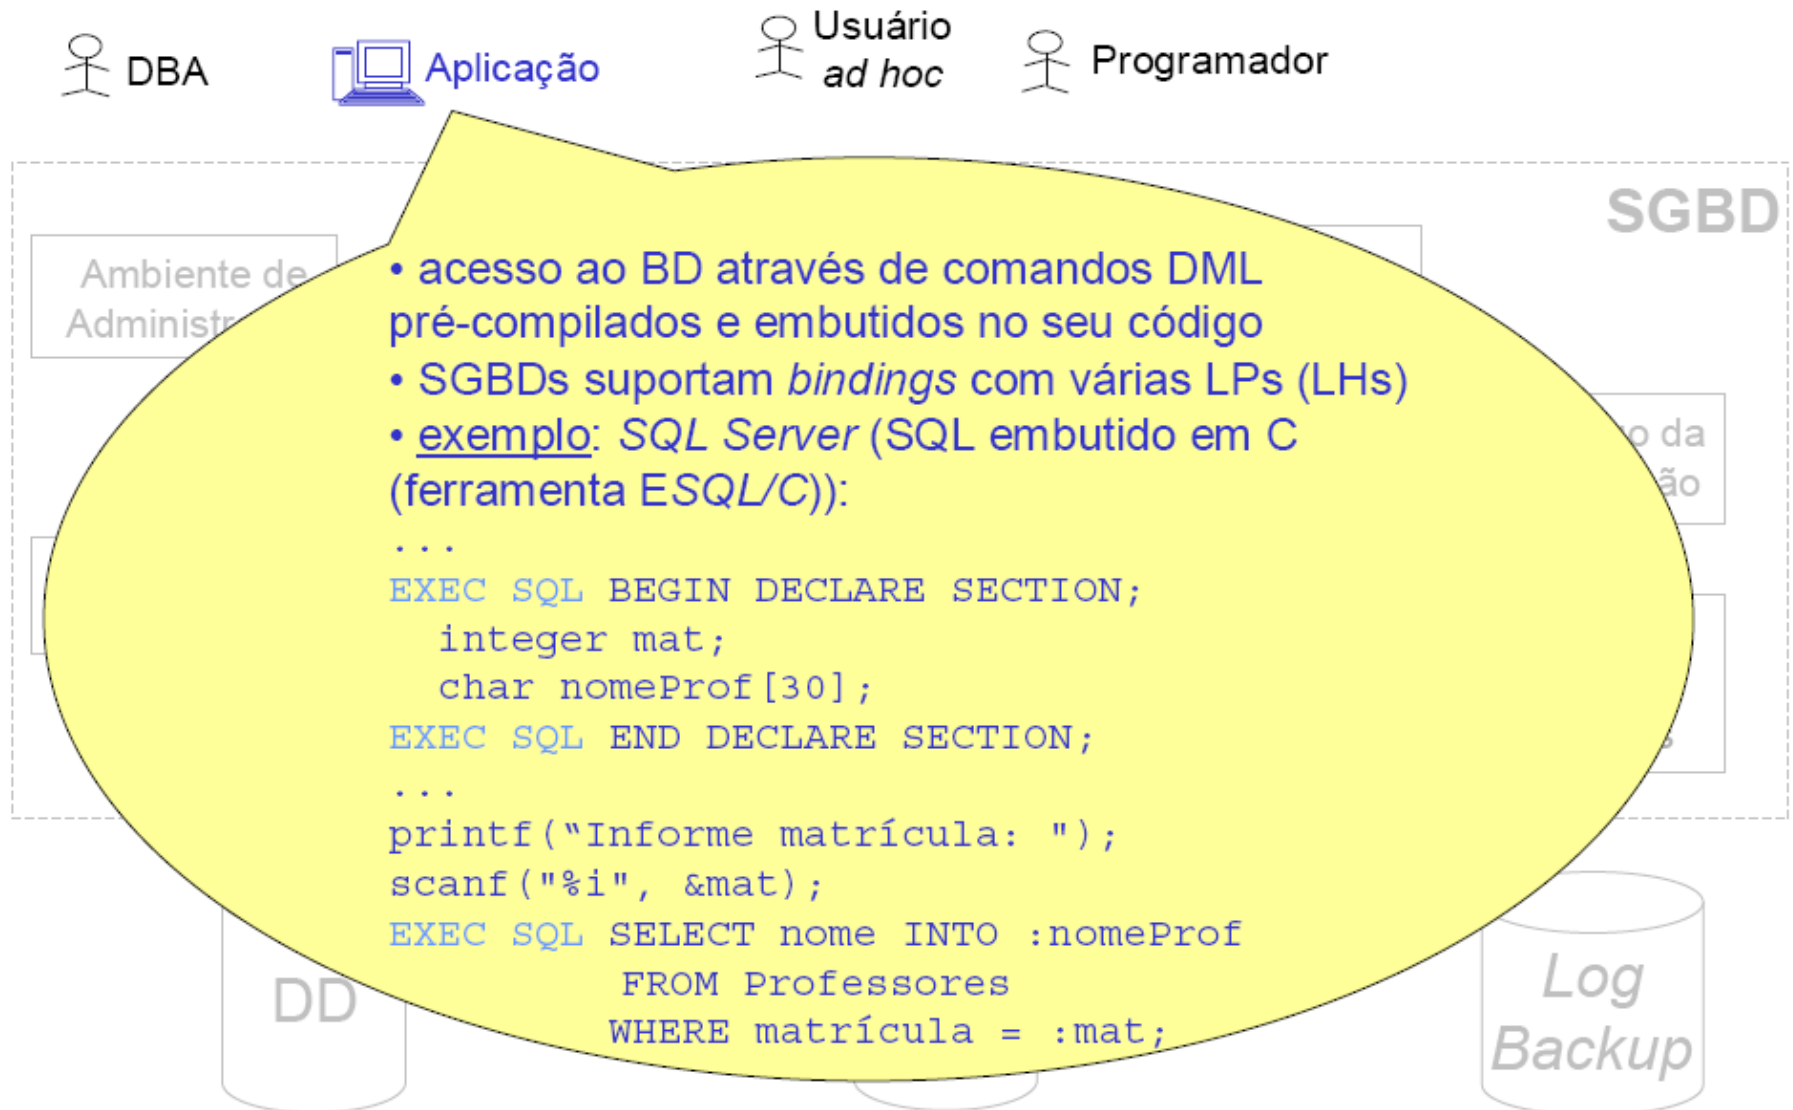 DBA
Aplicação
Usuário
ad hoc
Programador
SGBD
Ambiente de
Administr
• acesso ao BD através de comandos DML
pré-compilados e embutidos no seu código
• SGBDs suportam bindings com várias LPs (LHs)
• exemplo: SQL Server (SQL embutido em C
(ferramenta ESQL/C)):
...
EXEC SQL BEGIN DECLARE SECTION;
integer mat;
char nomeProf[30];
EXEC SQL END DECLARE SECTION;
...
printf(“Informe matrícula: ");
scanf("%i", &mat);
EXEC SQL SELECT nome INTO :nomeProf
FROM Professores
WHERE matrícula = :mat;
da
ão
DD
Log
Backup